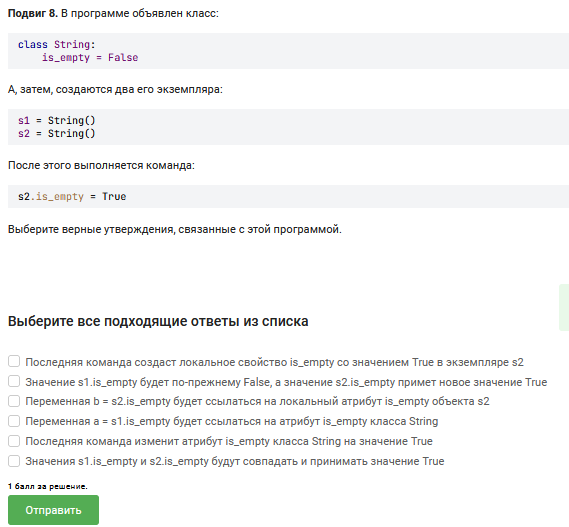 Подвиг 8. В программе объявлен класс:
class String:
    is_empty = False
А, затем, создаются два его экземпляра:
s1 = String()
s2 = String()
После этого выполняется команда:
s2.is_empty = True
Выберите верные утверждения, связанные с этой программой.
Выберите все подходящие ответы из списка
Последняя команда создаст локальное свойство is_empty со значением True в экземпляре s2
Значение s1.is_empty будет по-прежнему False, а значение s2.is_empty примет новое значение True
Переменная b = s2.is_empty будет ссылаться на локальный атрибут is_empty объекта s2
Переменная a = s1.is_empty будет ссылаться на атрибут is_empty класса String
Последняя команда изменит атрибут is_empty класса String на значение True
Значения s1.is_empty и s2.is_empty будут совпадать и принимать значение True
1 балл за решение.
Отправить